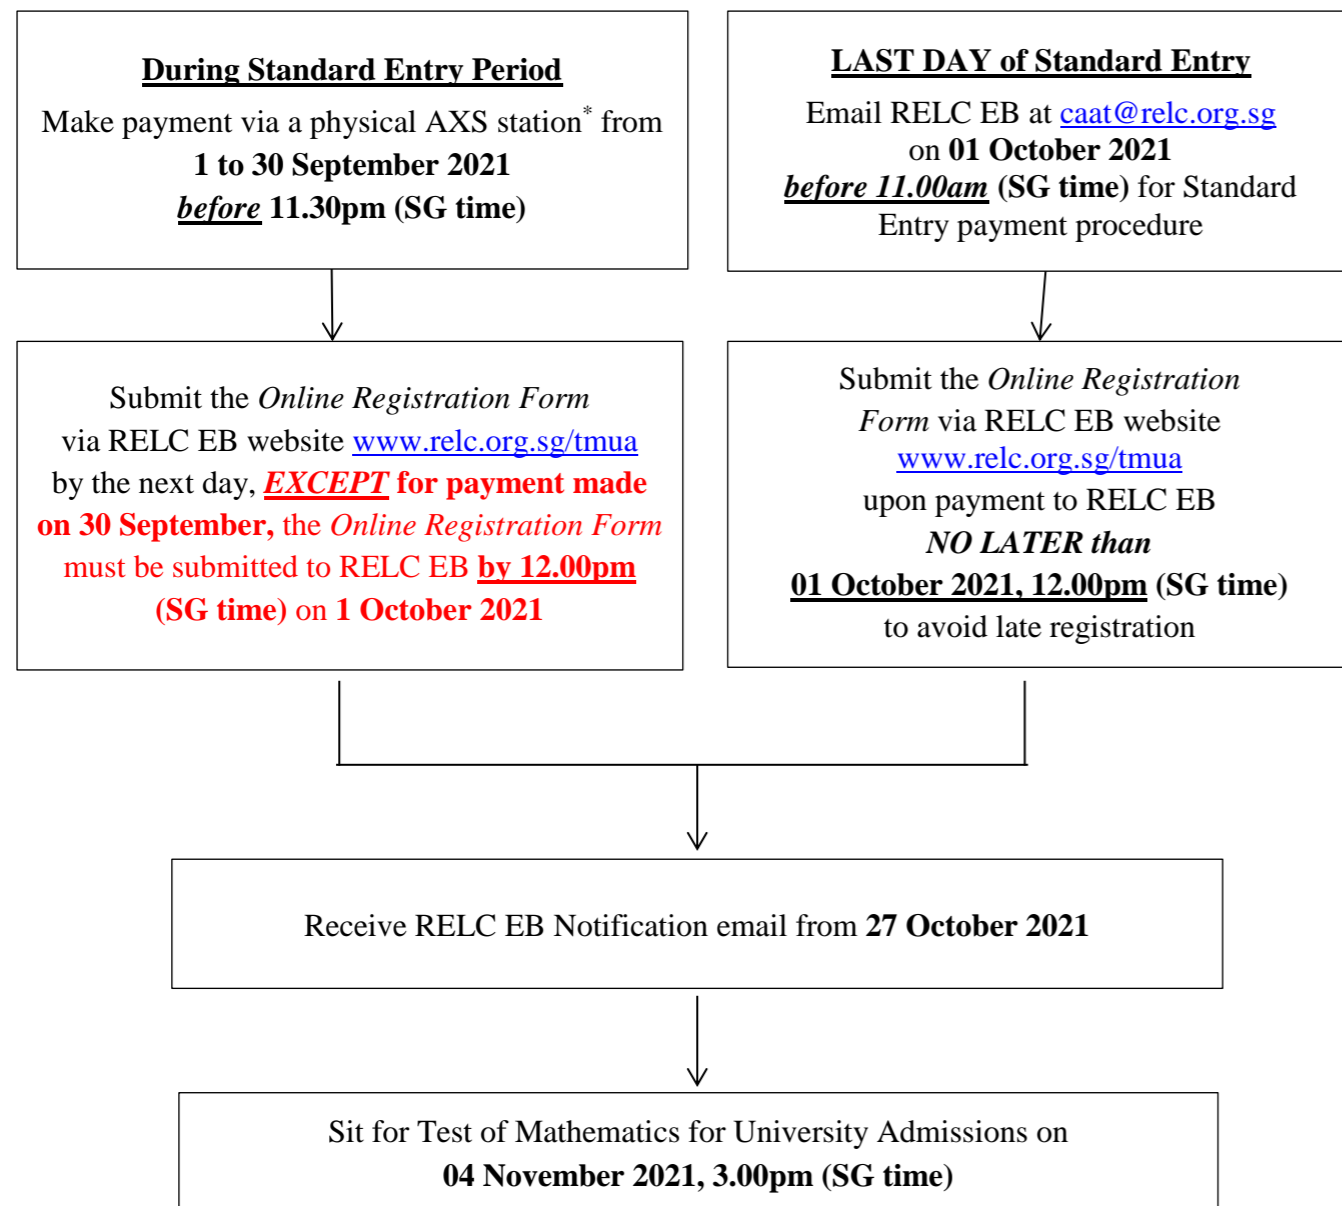 During Standard Entry Period
Make payment via a physical AXS station* from
1 to 30 September 2021
before 11.30pm (SG time)
LAST DAY of Standard Entry
Email RELC EB at caat@relc.org.sg
on 01 October 2021
before 11.00am (SG time) for Standard
Entry payment procedure
Submit the Online Registration Form
via RELC EB website www.relc.org.sg/tmua
by the next day, EXCEPT for payment made
on 30 September, the Online Registration Form
must be submitted to RELC EB by 12.00pm
(SG time) on 1 October 2021
Submit the Online Registration
Form via RELC EB website
www.relc.org.sg/tmua
upon payment to RELC EB
NO LATER than
01 October 2021, 12.00pm (SG time)
to avoid late registration
Receive RELC EB Notification email from 27 October 2021
Sit for Test of Mathematics for University Admissions on
04 November 2021, 3.00pm (SG time)